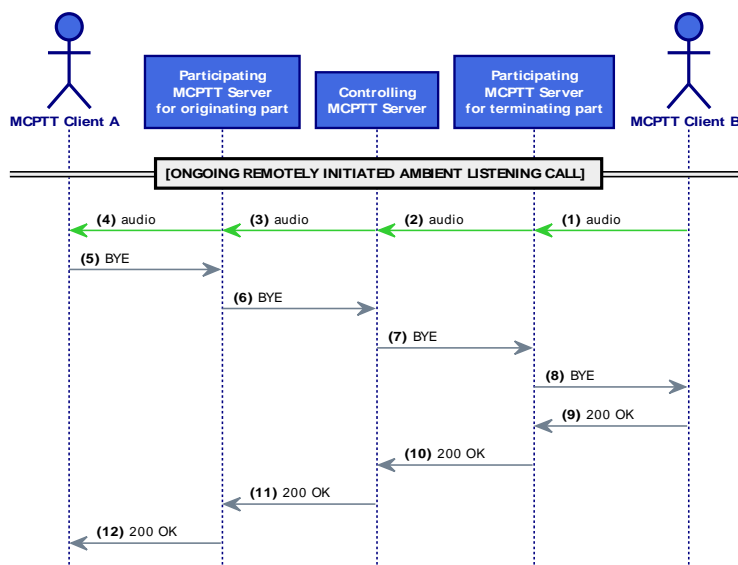 Participating
MCPTT Server
for originating part
Controlling
MCPTT Server
Participating
MCPTT Server
for terminating part
MCPTT Client A
MCPTT Client B
[ONGOING REMOTELY INITIATED AMBIENT LISTENING CALL]
(4) audio
(3) audio
(2) audio
(1) audio
(5) BYE
(6) BYE
(7) BYE
(8) BYE
(9) 200 OK
(10) 200 OK
(11) 200 OK
(12) 200 OK